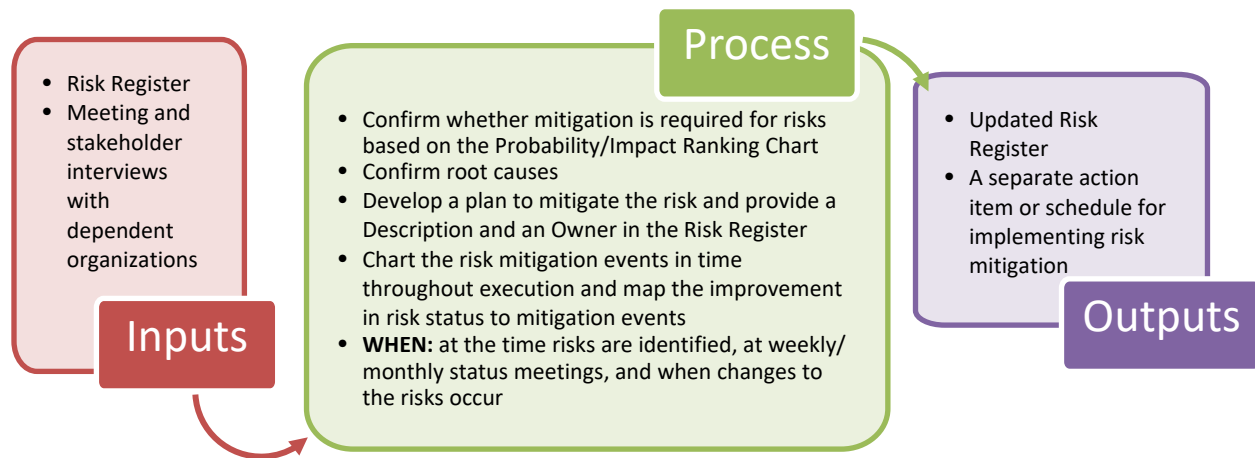 • Risk Register
• Meeting and
stakeholder
interviews
with
dependent
organizations
Inputs
Process
• Confirm whether mitigation is required for risks
based on the Probability/Impact Ranking Chart
• Confirm root causes
• Develop a plan to mitigate the risk and provide a
Description and an Owner in the Risk Register
• Chart the risk mitigation events in time
throughout execution and map the improvement
in risk status to mitigation events
• WHEN: at the time risks are identified, at weekly/
monthly status meetings, and when changes to
the risks occur
• Updated Risk
Register
• A separate action
item or schedule for
implementing risk
mitigation
Outputs